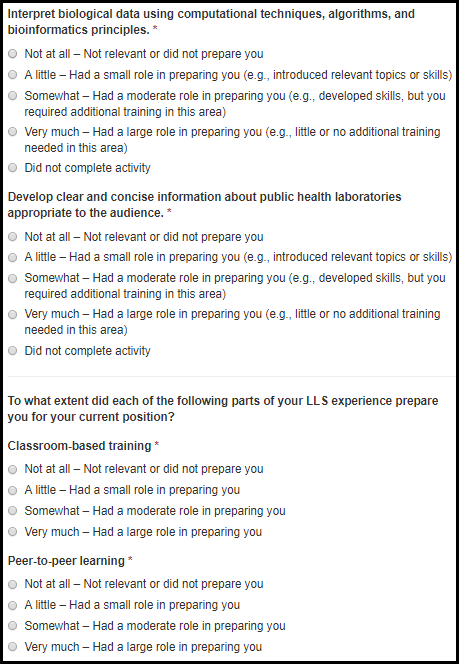 Interpret biological data using computational techniques, algorithms, and
bioinformatics principles. *
Not at all – Not relevant or did not prepare you
A little – Had a small role in preparing you (e.g., introduced relevant topics or skills)
Somewhat – Had a moderate role in preparing you (e.g., developed skills, but you
required additional training in this area)
Very much – Had a large role in preparing you (e.g., little or no additional training
needed in this area)
Did not complete activity
Develop clear and concise information about public health laboratories
appropriate to the audience. *
Not at all – Not relevant or did not prepare you
A little – Had a small role in preparing you (e.g., introduced relevant topics or skills)
Somewhat – Had a moderate role in preparing you (e.g., developed skills, but you
required additional training in this area)
Very much – Had a large role in preparing you (e.g., little or no additional training
needed in this area)
Did not complete activity
To what extent did each of the following parts of your LLS experience prepare
you for your current position?
Classroom-based training *
Not at all – Not relevant or did not prepare you
A little – Had a small role in preparing you
Somewhat – Had a moderate role in preparing you
Very much – Had a large role in preparing you
Peer-to-peer learning *
Not at all – Not relevant or did not prepare you
A little – Had a small role in preparing you
Somewhat – Had a moderate role in preparing you
Very much – Had a large role in preparing you